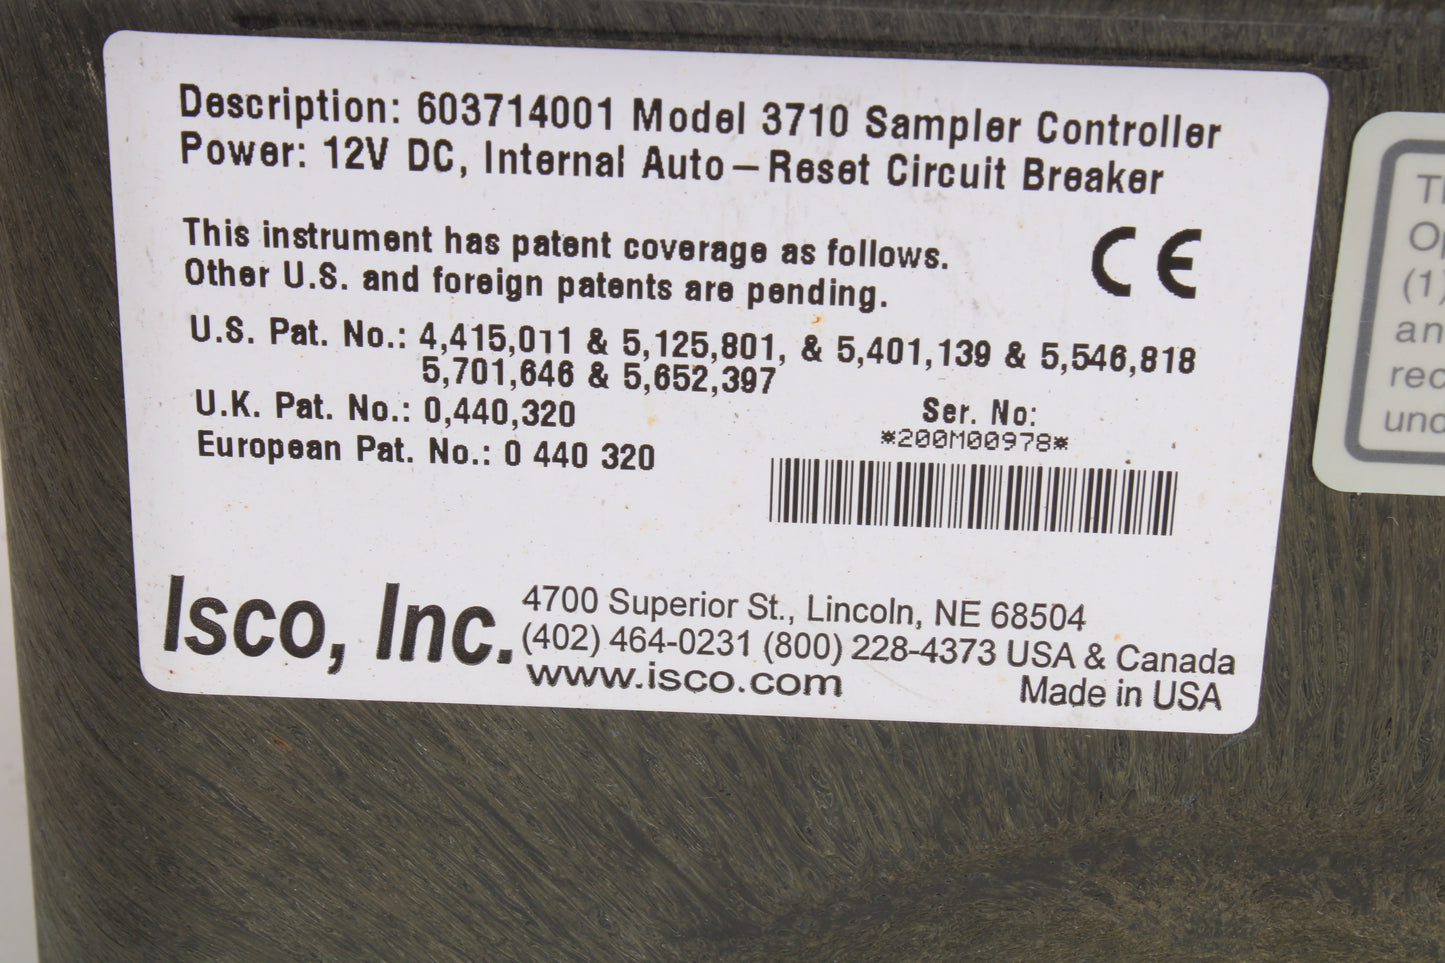 Description: 603714001 Model 3710 Sampler Controller
Power: 12V DC, Internal Auto-Reset Circuit Breaker
This instrument has patent coverage as follows.
Other U.S. and foreign patents are pending.
CE
U.S. Pat. No.: 4,415,011 & 5,125,801, & 5,401,139 & 5,546,818
5,701,646 & 5,652,397
U.K. Pat. No.: 0,440,320
European Pat. No.: 0 440 320
Ser. No:
*200M00978*
Isco, Inc.
4700 Superior St., Lincoln, NE 68504
(402) 464-0231 (800) 228-4373 USA & Canada
www.isco.com
Made in USA
(1)